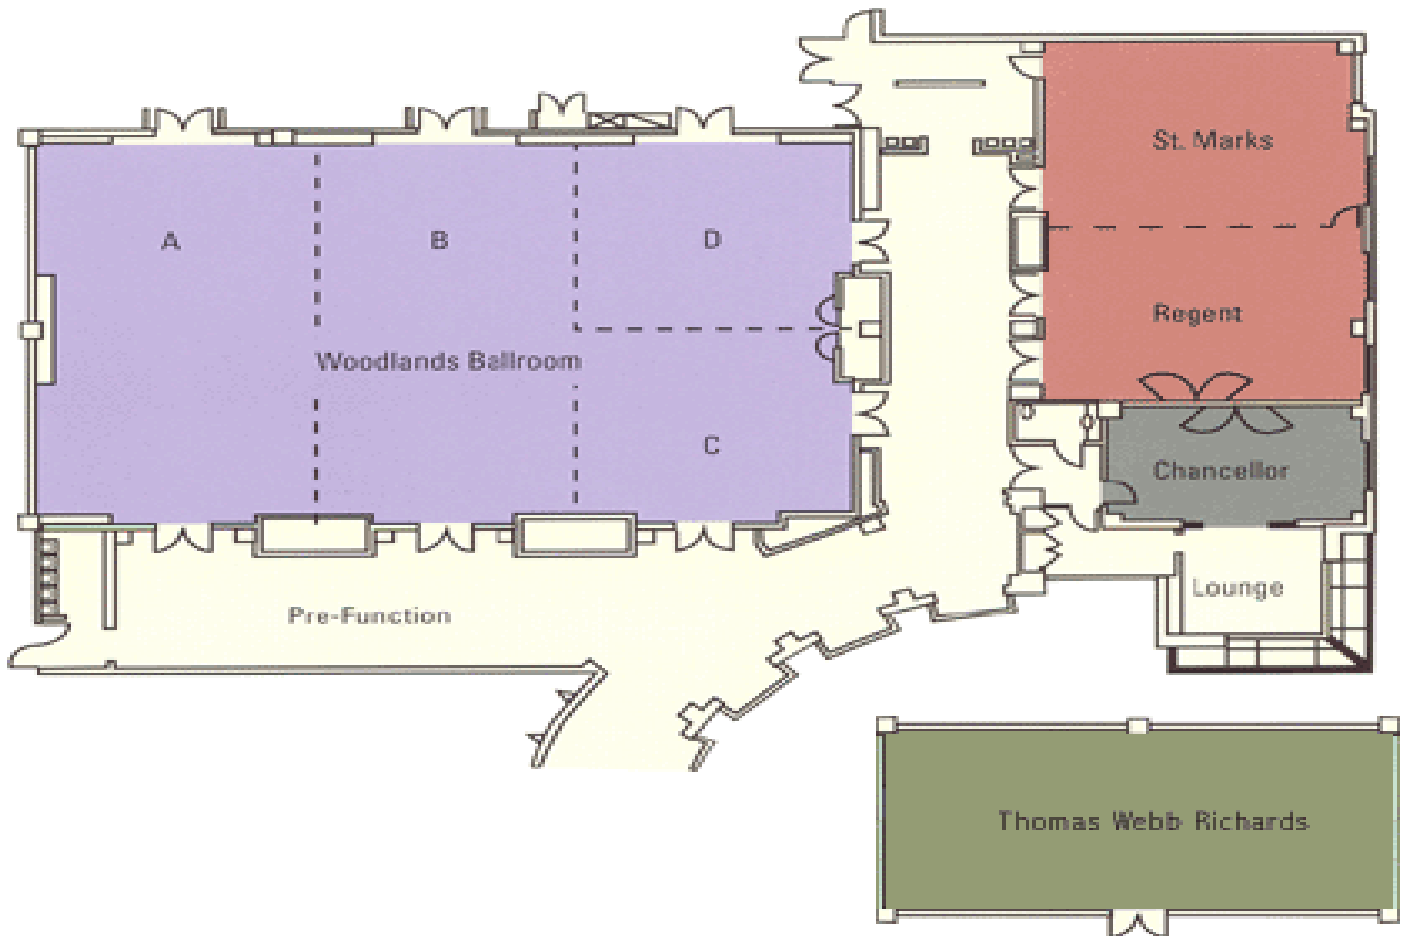 St. Marks
A
B
D
Regent
Woodlands Ballroom
C
Chancellor
Lounge
Pre-Function
Thomas Webb Richards